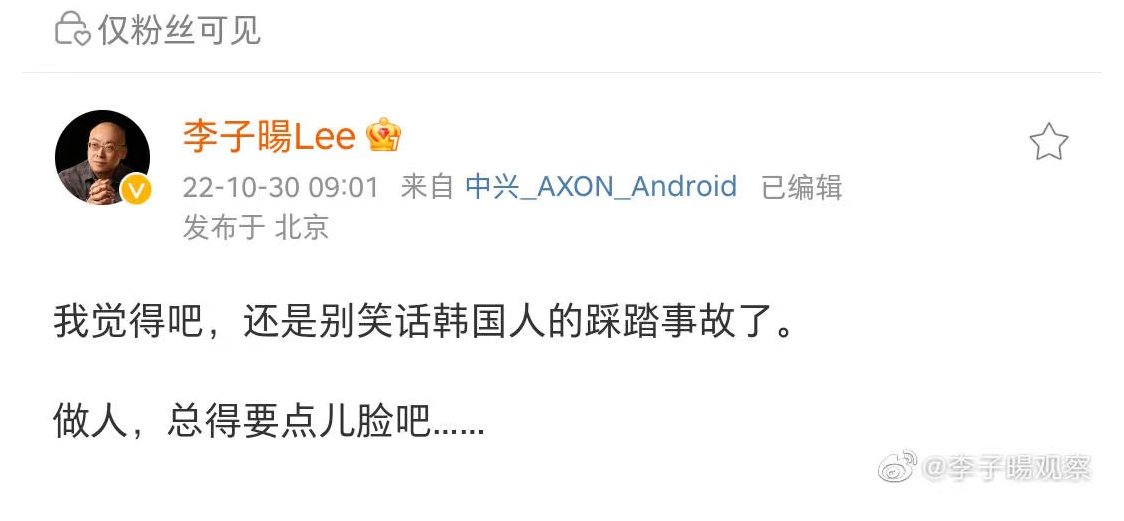 仅粉丝可见
李子暘Lee
22-10-30 09:01 来自 中兴_AXON_Android 已编辑
发布于 北京
我觉得吧，还是别笑话韩国人的踩踏事故了。
做人，总得要点儿脸吧……
@李子暘观察